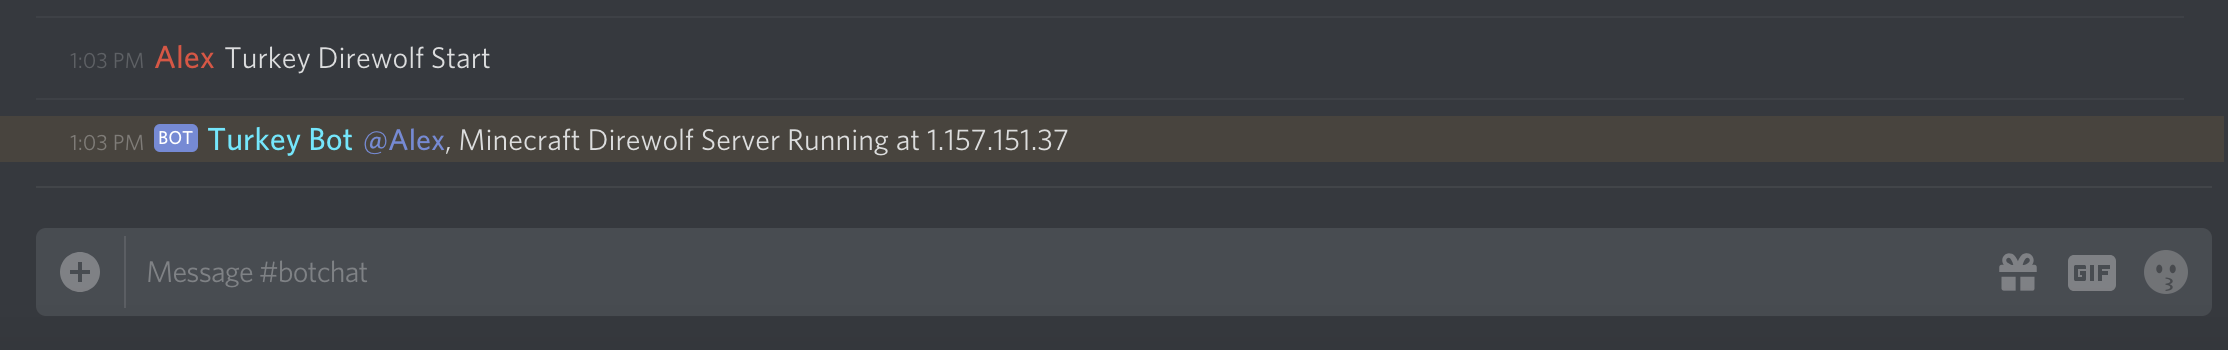 1:03 PM Alex Turkey Direwolf Start
1:03 PM BOT Turkey Bot @Alex, Minecraft Direwolf Server Running at 1.157.151.37
Message #botchat GIF